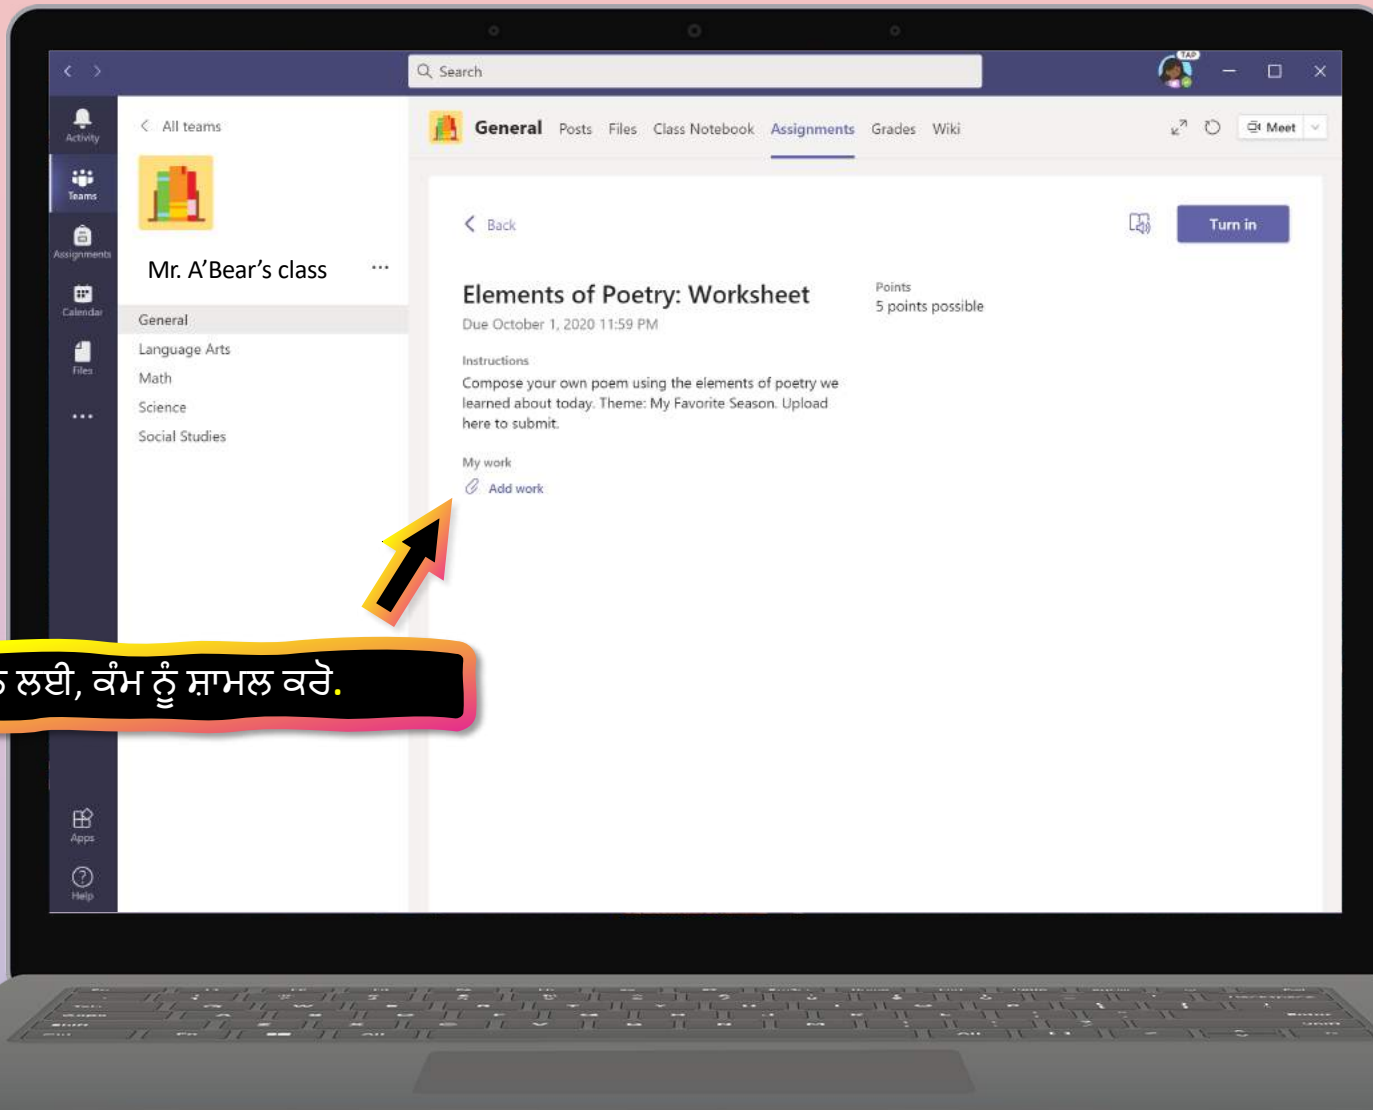 Search
TAP
Activity
Teams
Assignments
Calendar
Files
Apps
Help
All teams
Mr. A'Bear's class
General
Language Arts
Math
Science
Social Studies
General Posts Files Class Notebook Assignments Grades Wiki
Meet
Back
Turn in
Elements of Poetry: Worksheet
Due October 1, 2020 11:59 PM
Points
5 points possible
Instructions
Compose your own poem using the elements of poetry we
learned about today. Theme: My Favorite Season. Upload
here to submit.
My work
Add work
ਲਈ, ਕੰਮ ਨੂੰ ਸ਼ਾਮਲ ਕਰੋ.